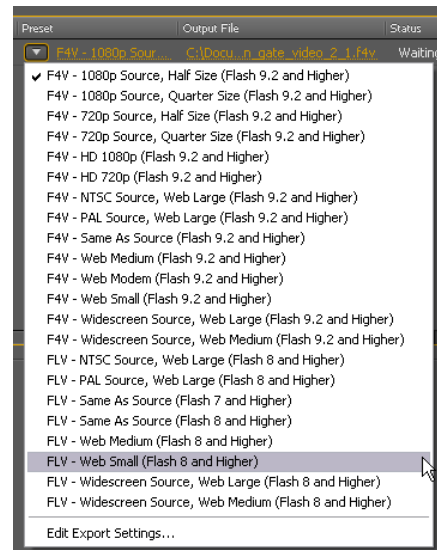 Preset Output File Status
F4V - 1080p Sour... C:\Docu...n_gate_video_2_1.f4v Waiting
F4V - 1080p Source, Half Size (Flash 9.2 and Higher)
F4V - 1080p Source, Quarter Size (Flash 9.2 and Higher)
F4V - 720p Source, Half Size (Flash 9.2 and Higher)
F4V - 720p Source, Quarter Size (Flash 9.2 and Higher)
F4V - HD 1080p (Flash 9.2 and Higher)
F4V - HD 720p (Flash 9.2 and Higher)
F4V - NTSC Source, Web Large (Flash 9.2 and Higher)
F4V - PAL Source, Web Large (Flash 9.2 and Higher)
F4V - Same As Source (Flash 9.2 and Higher)
F4V - Web Medium (Flash 9.2 and Higher)
F4V - Web Modem (Flash 9.2 and Higher)
F4V - Web Small (Flash 9.2 and Higher)
F4V - Widescreen Source, Web Large (Flash 9.2 and Higher)
F4V - Widescreen Source, Web Medium (Flash 9.2 and Higher)
FLV - NTSC Source, Web Large (Flash 8 and Higher)
FLV - PAL Source, Web Large (Flash 8 and Higher)
FLV - Same As Source (Flash 7 and Higher)
FLV - Same As Source (Flash 8 and Higher)
FLV - Web Medium (Flash 8 and Higher)
FLV - Web Small (Flash 8 and Higher)
FLV - Widescreen Source, Web Large (Flash 8 and Higher)
FLV - Widescreen Source, Web Medium (Flash 8 and Higher)
Edit Export Settings...